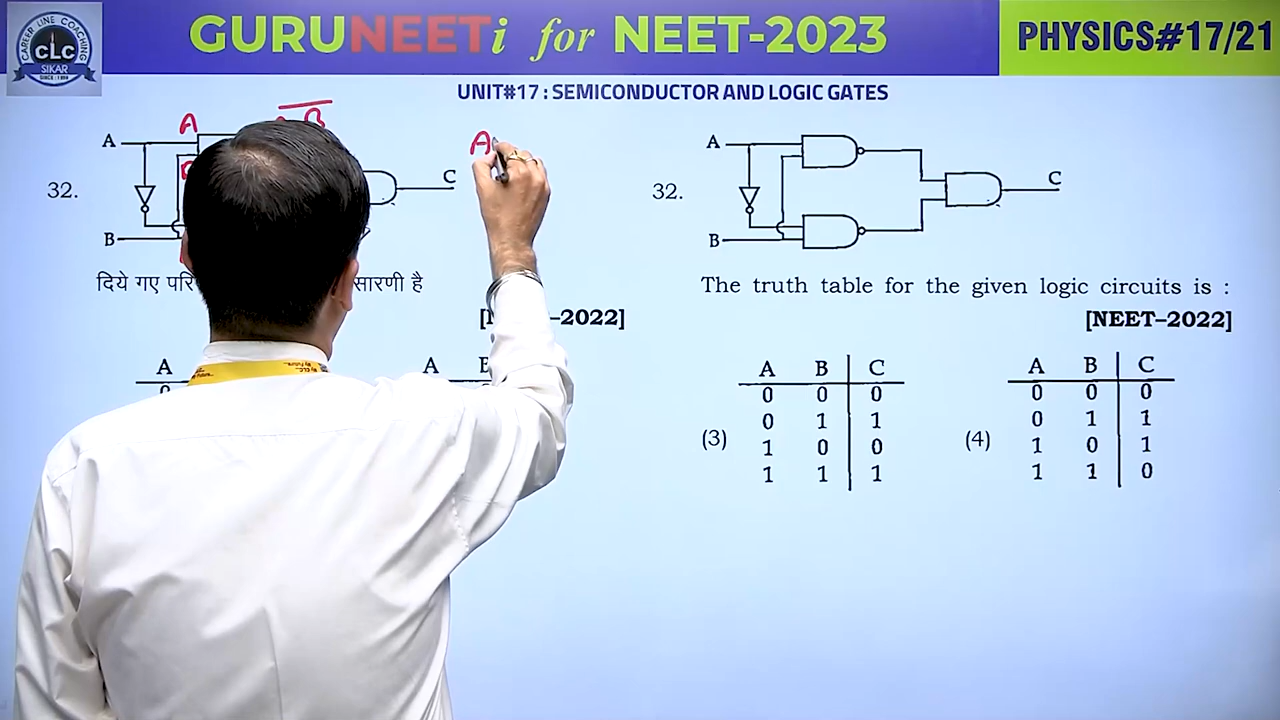 CAREER LINE COACHING
CLC
SIKAR
SINCE : 1996
GURUNEETi for NEET-2023
PHYSICS#17/21
UNIT#17 : SEMICONDUCTOR AND LOGIC GATES
A
A
B
A
C
32.
B
दिये गए
सारणी है
–2022]
A
A
A
C
32.
B
The truth table for the given logic circuits is :
[NEET–2022]
A B C
0 0 0
0 1 1
(3)
1 0 0
1 1 1
A B C
0 0 0
0 1 1
(4)
1 0 1
1 1 0